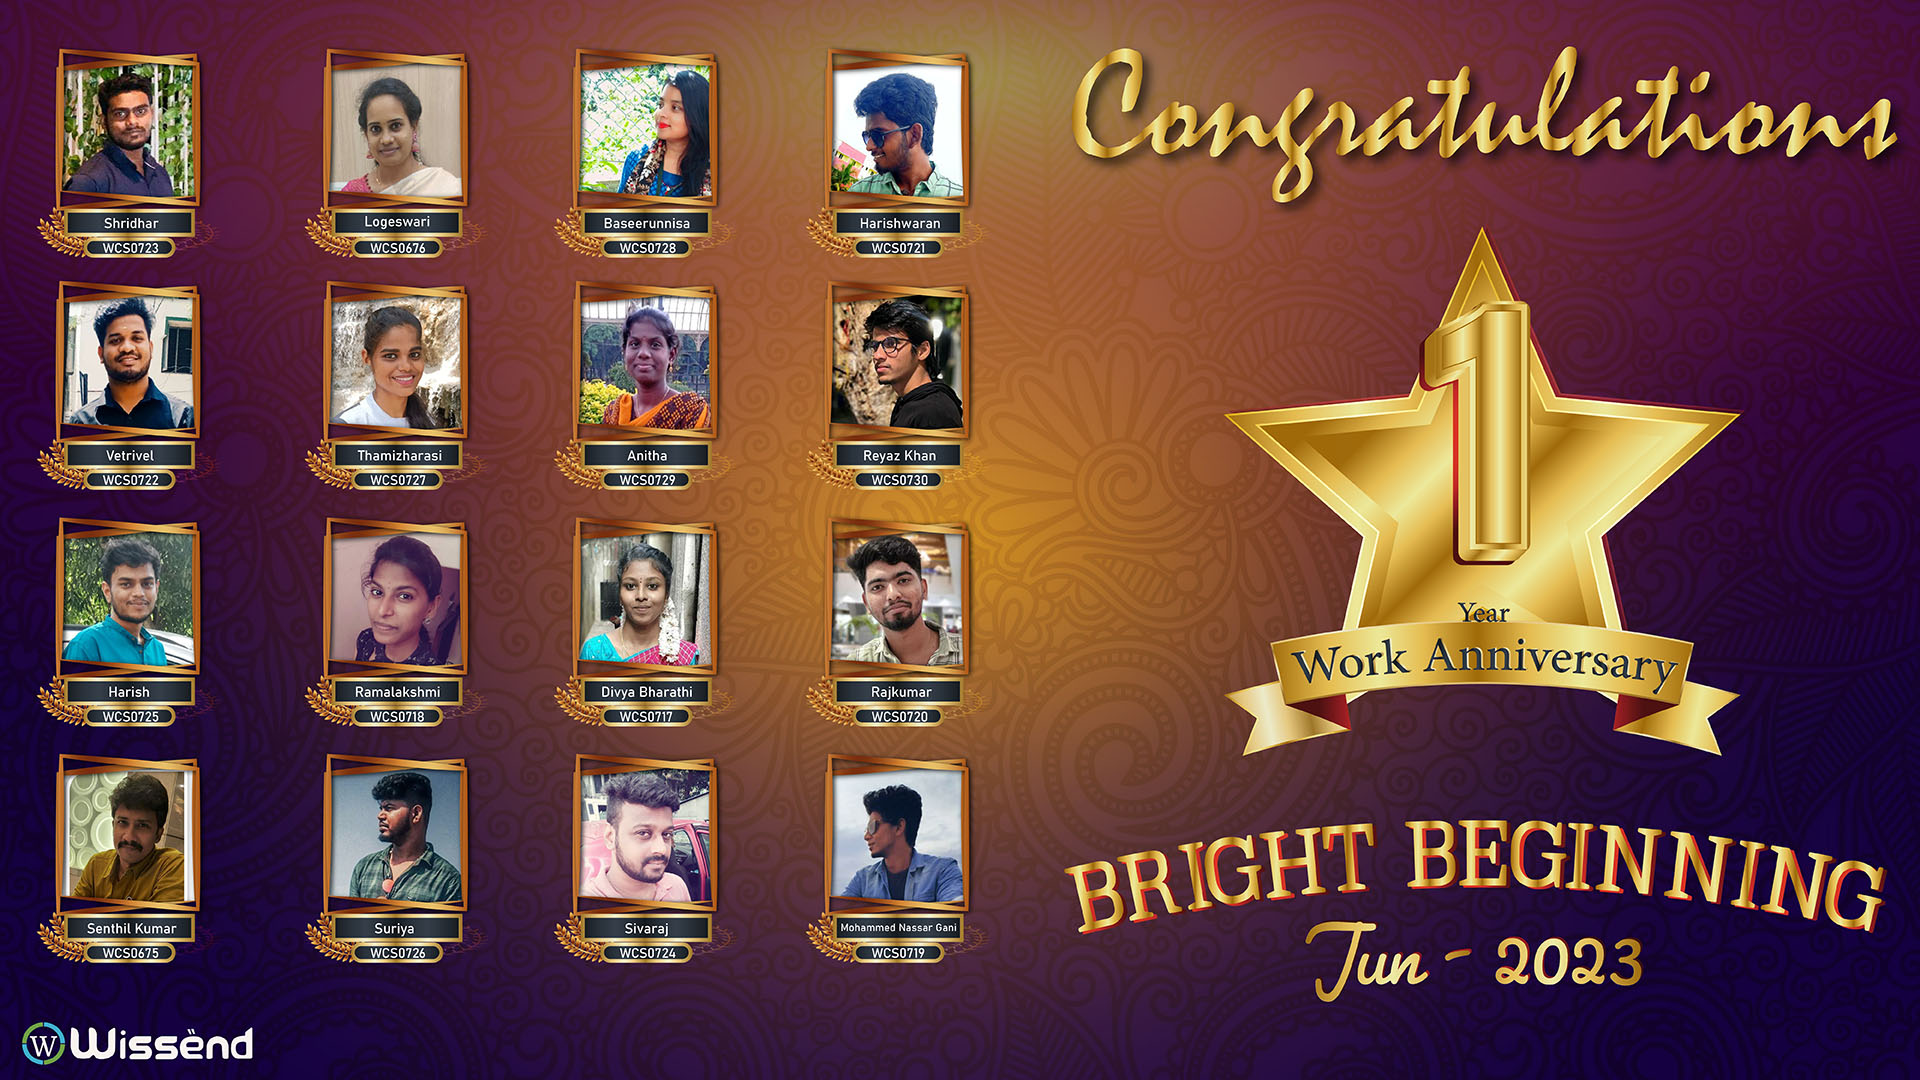 Congratulations
Shridhar
WCS0723
Logeswari
WCS0676
Baseerunnisa
WCS0728
Harishwaran
WCS0721
Vetrivel
WCS0722
Thamizharasi
WCS0727
Anitha
WCS0729
Reyaz Khan
WCS0730
Harish
WCS0725
Ramalakshmi
WCS0718
Divya Bharathi
WCS0717
Rajkumar
WCS0720
Senthil Kumar
WCS0675
Suriya
WCS0726
Sivaraj
WCS0724
Mohammed Nassar Gani
WCS0719
1
Year
Work Anniversary
BRIGHT BEGINNING
Jun - 2023
W Wissënd